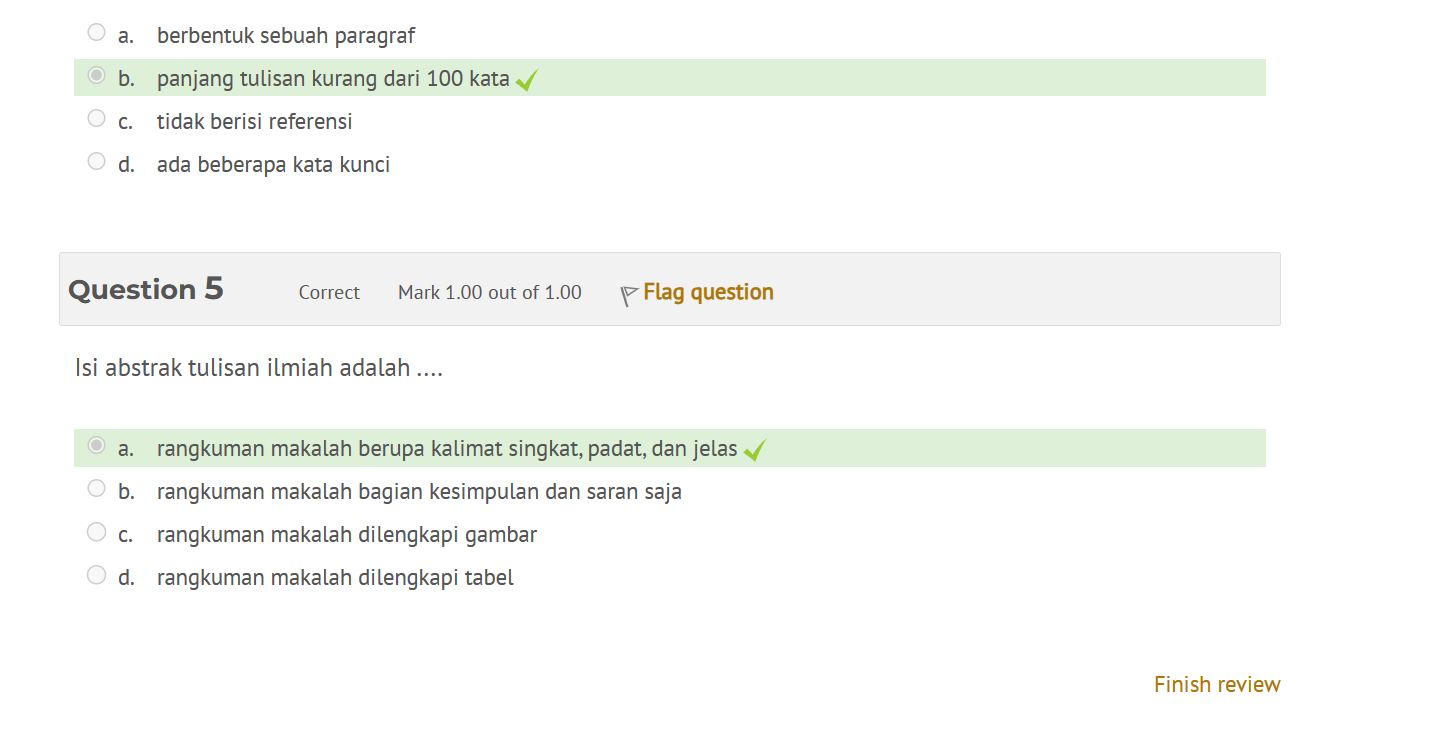 a. berbentuk sebuah paragraf
b. panjang tulisan kurang dari 100 kata
c. tidak berisi referensi
d. ada beberapa kata kunci
Question 5 Correct Mark 1.00 out of 1.00 Flag question
Isi abstrak tulisan ilmiah adalah ....
a. rangkuman makalah berupa kalimat singkat, padat, dan jelas
b. rangkuman makalah bagian kesimpulan dan saran saja
c. rangkuman makalah dilengkapi gambar
d. rangkuman makalah dilengkapi tabel
Finish review